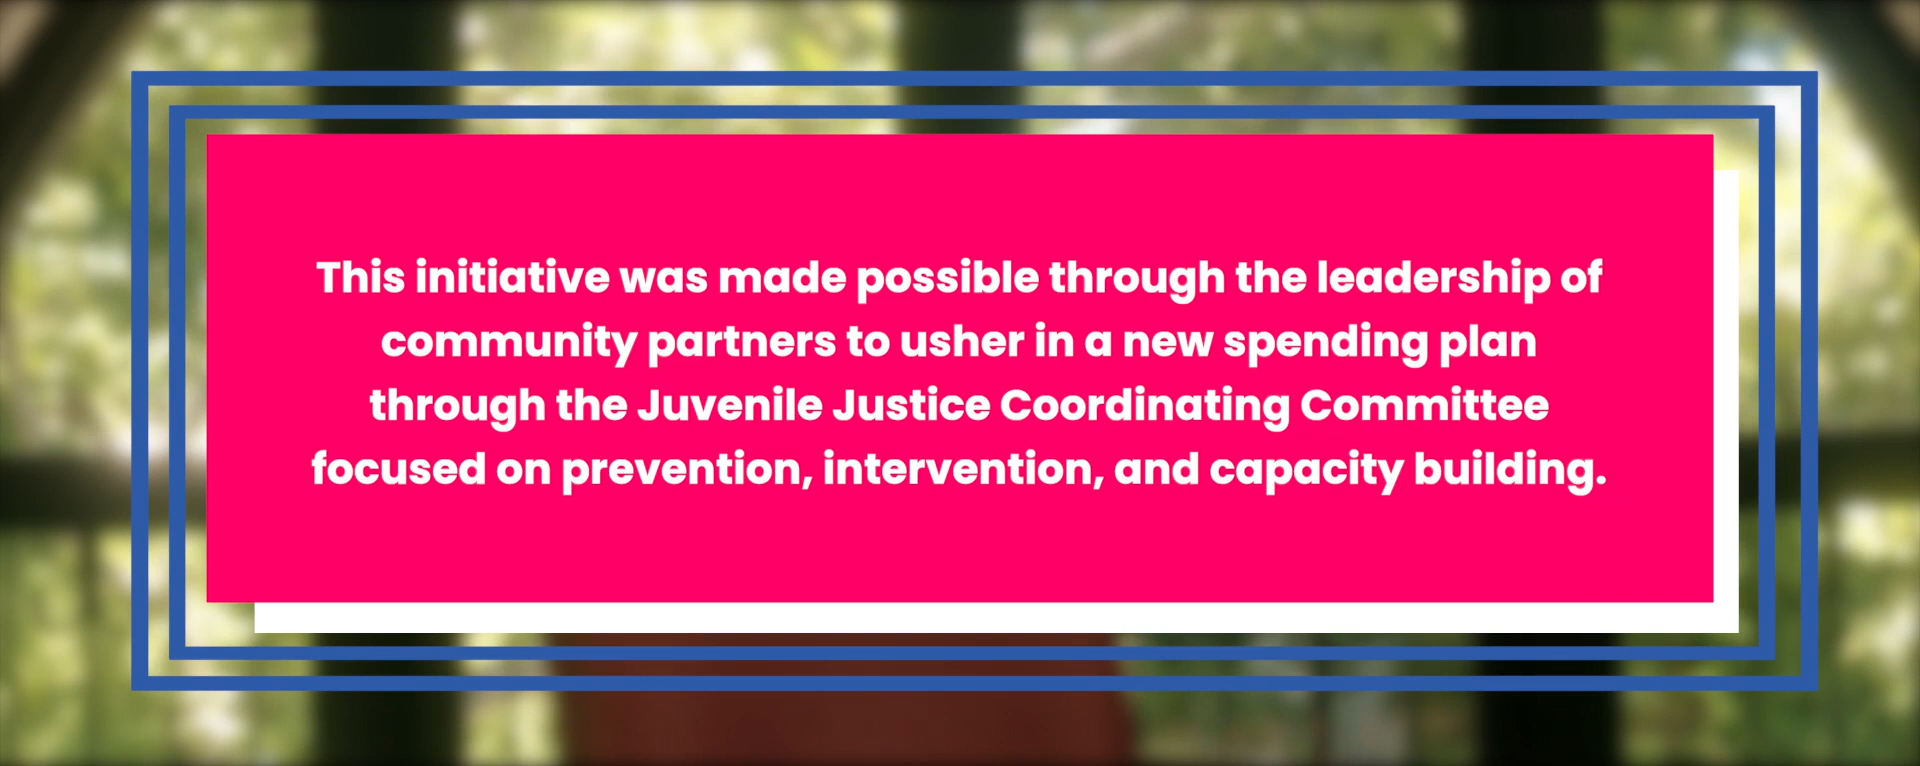 This initiative was made possible through the leadership of
community partners to usher in a new spending plan
through the Juvenile Justice Coordinating Committee
focused on prevention, intervention, and capacity building.